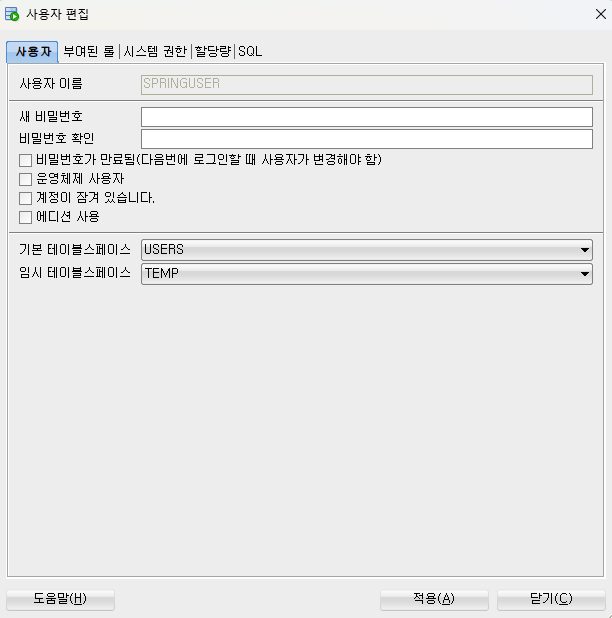 사용자 편집
사용자 부여된 롤 시스템 권한 할당량 SQL
사용자 이름 SPRINGUSER
새 비밀번호
비밀번호 확인
비밀번호가 만료됨(다음번에 로그인할 때 사용자가 변경해야 함)
운영체제 사용자
계정이 잠겨 있습니다.
에디션 사용
기본 테이블스페이스 USERS
임시 테이블스페이스 TEMP
도움말(H) 적용(A) 닫기(C)